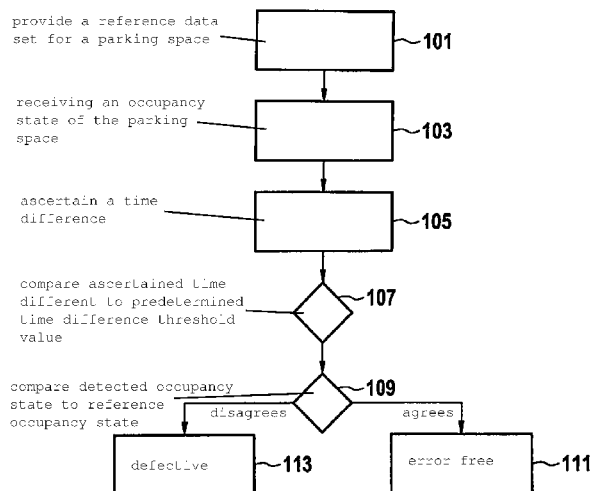 provide a reference data
set for a parking space
101
receiving an occupancy
state of the parking
space
103
ascertain a time
difference
105
compare ascertained time
different to predetermined
time difference threshold
value
107
compare detected occupancy
state to reference
occupancy state
109
disagrees
agrees
defective
113
error free
111